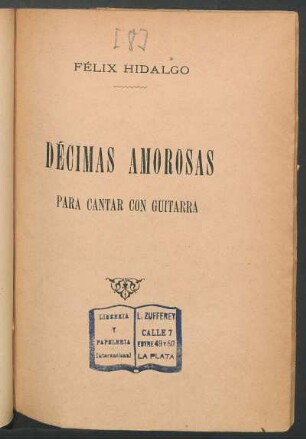 [87
FÉLIX HIDALGO
DÉCIMAS AMOROSAS
PARA CANTAR CON GUITARRA
LIBRERIA
Y
PAPELERIA
Internacional
L. ZUFFEREY
CALLE 7
ENTRE 49 Y 50
LA PLATA